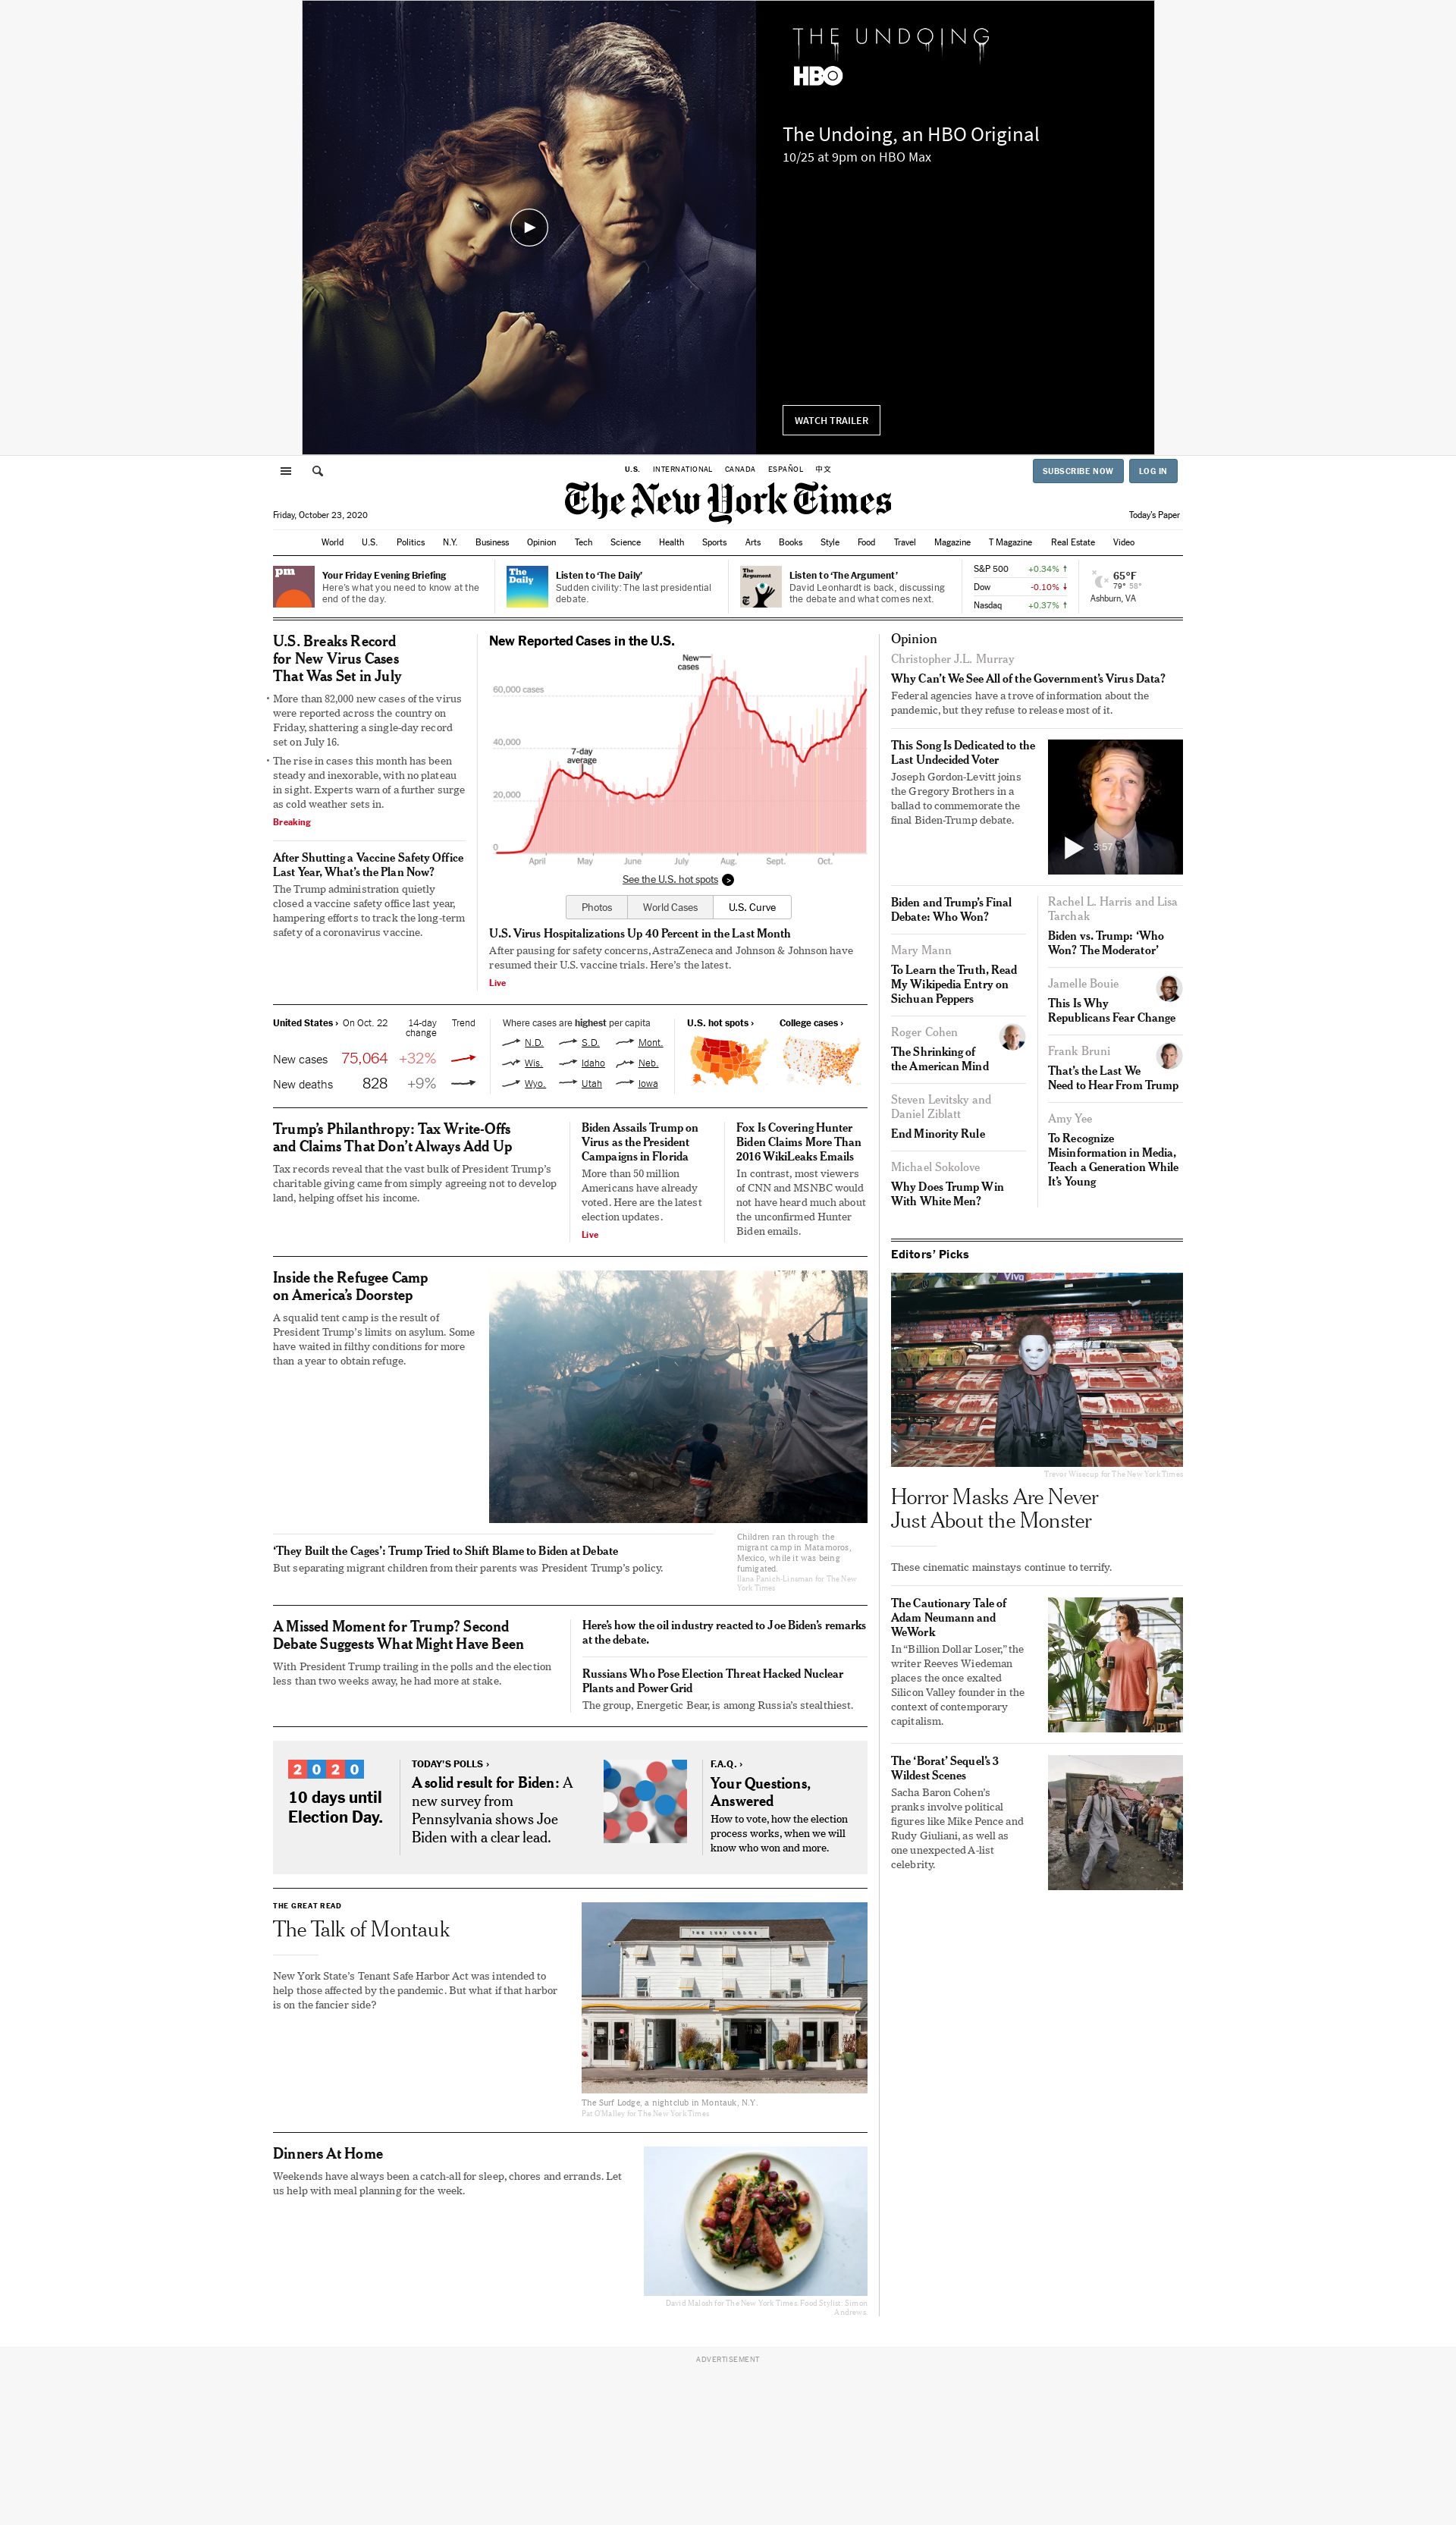 THE UNDOING
HBO
The Undoing, an HBO Original
10/25 at 9pm on HBO Max
WATCH TRAILER
U.S. INTERNATIONAL CANADA ESPAÑOL 中文
SUBSCRIBE NOW LOG IN
The New York Times
Friday, October 23, 2020
Today's Paper
World U.S. Politics N.Y. Business Opinion Tech Science Health Sports Arts Books Style Food Travel Magazine T Magazine Real Estate Video
pm
Your Friday Evening Briefing
Here's what you need to know at the
end of the day.
The
Daily
Listen to 'The Daily'
Sudden civility: The last presidential
debate.
The
Argument
Listen to 'The Argument'
David Leonhardt is back, discussing
the debate and what comes next.
S&P 500 +0.34% ↑
Dow -0.10% ↓
Nasdaq +0.37% ↑
65°F
79° 58°
Ashburn, VA
U.S. Breaks Record
for New Virus Cases
That Was Set in July
• More than 82,000 new cases of the virus
were reported across the country on
Friday, shattering a single-day record
set on July 16.
• The rise in cases this month has been
steady and inexorable, with no plateau
in sight. Experts warn of a further surge
as cold weather sets in.
Breaking
After Shutting a Vaccine Safety Office
Last Year, What's the Plan Now?
The Trump administration quietly
closed a vaccine safety office last year,
hampering efforts to track the long-term
safety of a coronavirus vaccine.
New Reported Cases in the U.S.
New
cases
60,000 cases
40,000
7-day
average
20,000
0
April May June July Aug. Sept. Oct.
See the U.S. hot spots >
Photos World Cases U.S. Curve
U.S. Virus Hospitalizations Up 40 Percent in the Last Month
After pausing for safety concerns, AstraZeneca and Johnson & Johnson have
resumed their U.S. vaccine trials. Here's the latest.
Live
United States › On Oct. 22 14-day
change
Trend
New cases 75,064 +32%
New deaths 828 +9%
Where cases are highest per capita
N.D. S.D. Mont.
Wis. Idaho Neb.
Wyo. Utah Iowa
U.S. hot spots › College cases ›
Trump's Philanthropy: Tax Write-Offs
and Claims That Don't Always Add Up
Tax records reveal that the vast bulk of President Trump's
charitable giving came from simply agreeing not to develop
land, helping offset his income.
Biden Assails Trump on
Virus as the President
Campaigns in Florida
More than 50 million
Americans have already
voted. Here are the latest
election updates.
Live
Fox Is Covering Hunter
Biden Claims More Than
2016 WikiLeaks Emails
In contrast, most viewers
of CNN and MSNBC would
not have heard much about
the unconfirmed Hunter
Biden emails.
Inside the Refugee Camp
on America's Doorstep
A squalid tent camp is the result of
President Trump's limits on asylum. Some
have waited in filthy conditions for more
than a year to obtain refuge.
Children ran through the
migrant camp in Matamoros,
Mexico, while it was being
fumigated.
Ilana Panich-Linsman for The New
York Times
'They Built the Cages': Trump Tried to Shift Blame to Biden at Debate
But separating migrant children from their parents was President Trump's policy.
A Missed Moment for Trump? Second
Debate Suggests What Might Have Been
With President Trump trailing in the polls and the election
less than two weeks away, he had more at stake.
Here's how the oil industry reacted to Joe Biden's remarks
at the debate.
Russians Who Pose Election Threat Hacked Nuclear
Plants and Power Grid
The group, Energetic Bear, is among Russia's stealthiest.
2020
10 days until
Election Day.
TODAY'S POLLS ›
A solid result for Biden: A
new survey from
Pennsylvania shows Joe
Biden with a clear lead.
F.A.Q. ›
Your Questions,
Answered
How to vote, how the election
process works, when we will
know who won and more.
THE GREAT READ
The Talk of Montauk
New York State's Tenant Safe Harbor Act was intended to
help those affected by the pandemic. But what if that harbor
is on the fancier side?
THE SURF LODGE
The Surf Lodge, a nightclub in Montauk, N.Y.
Pat O'Malley for The New York Times
Dinners At Home
Weekends have always been a catch-all for sleep, chores and errands. Let
us help with meal planning for the week.
David Malosh for The New York Times. Food Stylist: Simon
Andrews.
Opinion
Christopher J.L. Murray
Why Can't We See All of the Government's Virus Data?
Federal agencies have a trove of information about the
pandemic, but they refuse to release most of it.
This Song Is Dedicated to the
Last Undecided Voter
Joseph Gordon-Levitt joins
the Gregory Brothers in a
ballad to commemorate the
final Biden-Trump debate.
3:57
Biden and Trump's Final
Debate: Who Won?
Mary Mann
To Learn the Truth, Read
My Wikipedia Entry on
Sichuan Peppers
Roger Cohen
The Shrinking of
the American Mind
Steven Levitsky and
Daniel Ziblatt
End Minority Rule
Michael Sokolove
Why Does Trump Win
With White Men?
Rachel L. Harris and Lisa
Tarchak
Biden vs. Trump: 'Who
Won? The Moderator'
Jamelle Bouie
This Is Why
Republicans Fear Change
Frank Bruni
That's the Last We
Need to Hear From Trump
Amy Yee
To Recognize
Misinformation in Media,
Teach a Generation While
It's Young
Editors' Picks
Viva
Trevor Wisecup for The New York Times
Horror Masks Are Never
Just About the Monster
These cinematic mainstays continue to terrify.
The Cautionary Tale of
Adam Neumann and
WeWork
In "Billion Dollar Loser," the
writer Reeves Wiedeman
places the once exalted
Silicon Valley founder in the
context of contemporary
capitalism.
The 'Borat' Sequel's 3
Wildest Scenes
Sacha Baron Cohen's
pranks involve political
figures like Mike Pence and
Rudy Giuliani, as well as
one unexpected A-list
celebrity.
ADVERTISEMENT